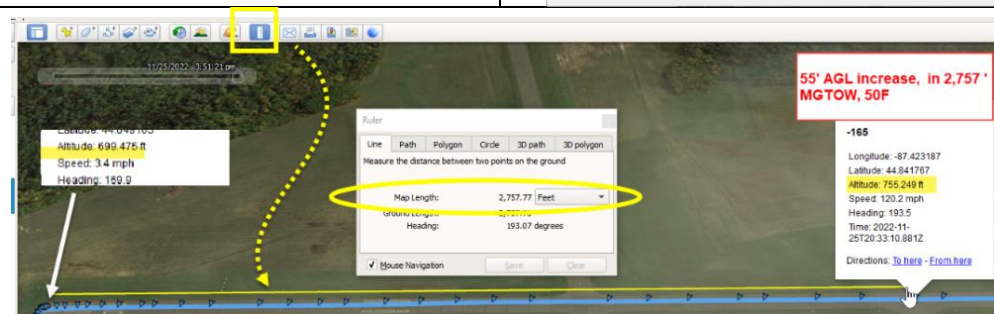 11/25/2022 3:51:21 pm
55' AGL increase, in 2,757 '
MGTOW, 50F
Altitude: 699.475 ft
Speed: 3.4 mph
Heading: 169.9
Ruler
Line Path Polygon Circle 3D path 3D polygon
Measure the distance between two points on the ground
Map Length: 2,757.77 Feet
Ground Length:
Heading: 193.07 degrees
Mouse Navigation Save Clear
-165
Longitude: -87.423187
Latitude: 44.841767
Altitude: 755.249 ft
Speed: 120.2 mph
Heading: 193.5
Time: 2022-11-
25T20:33:10.881Z
Directions: To here - From here